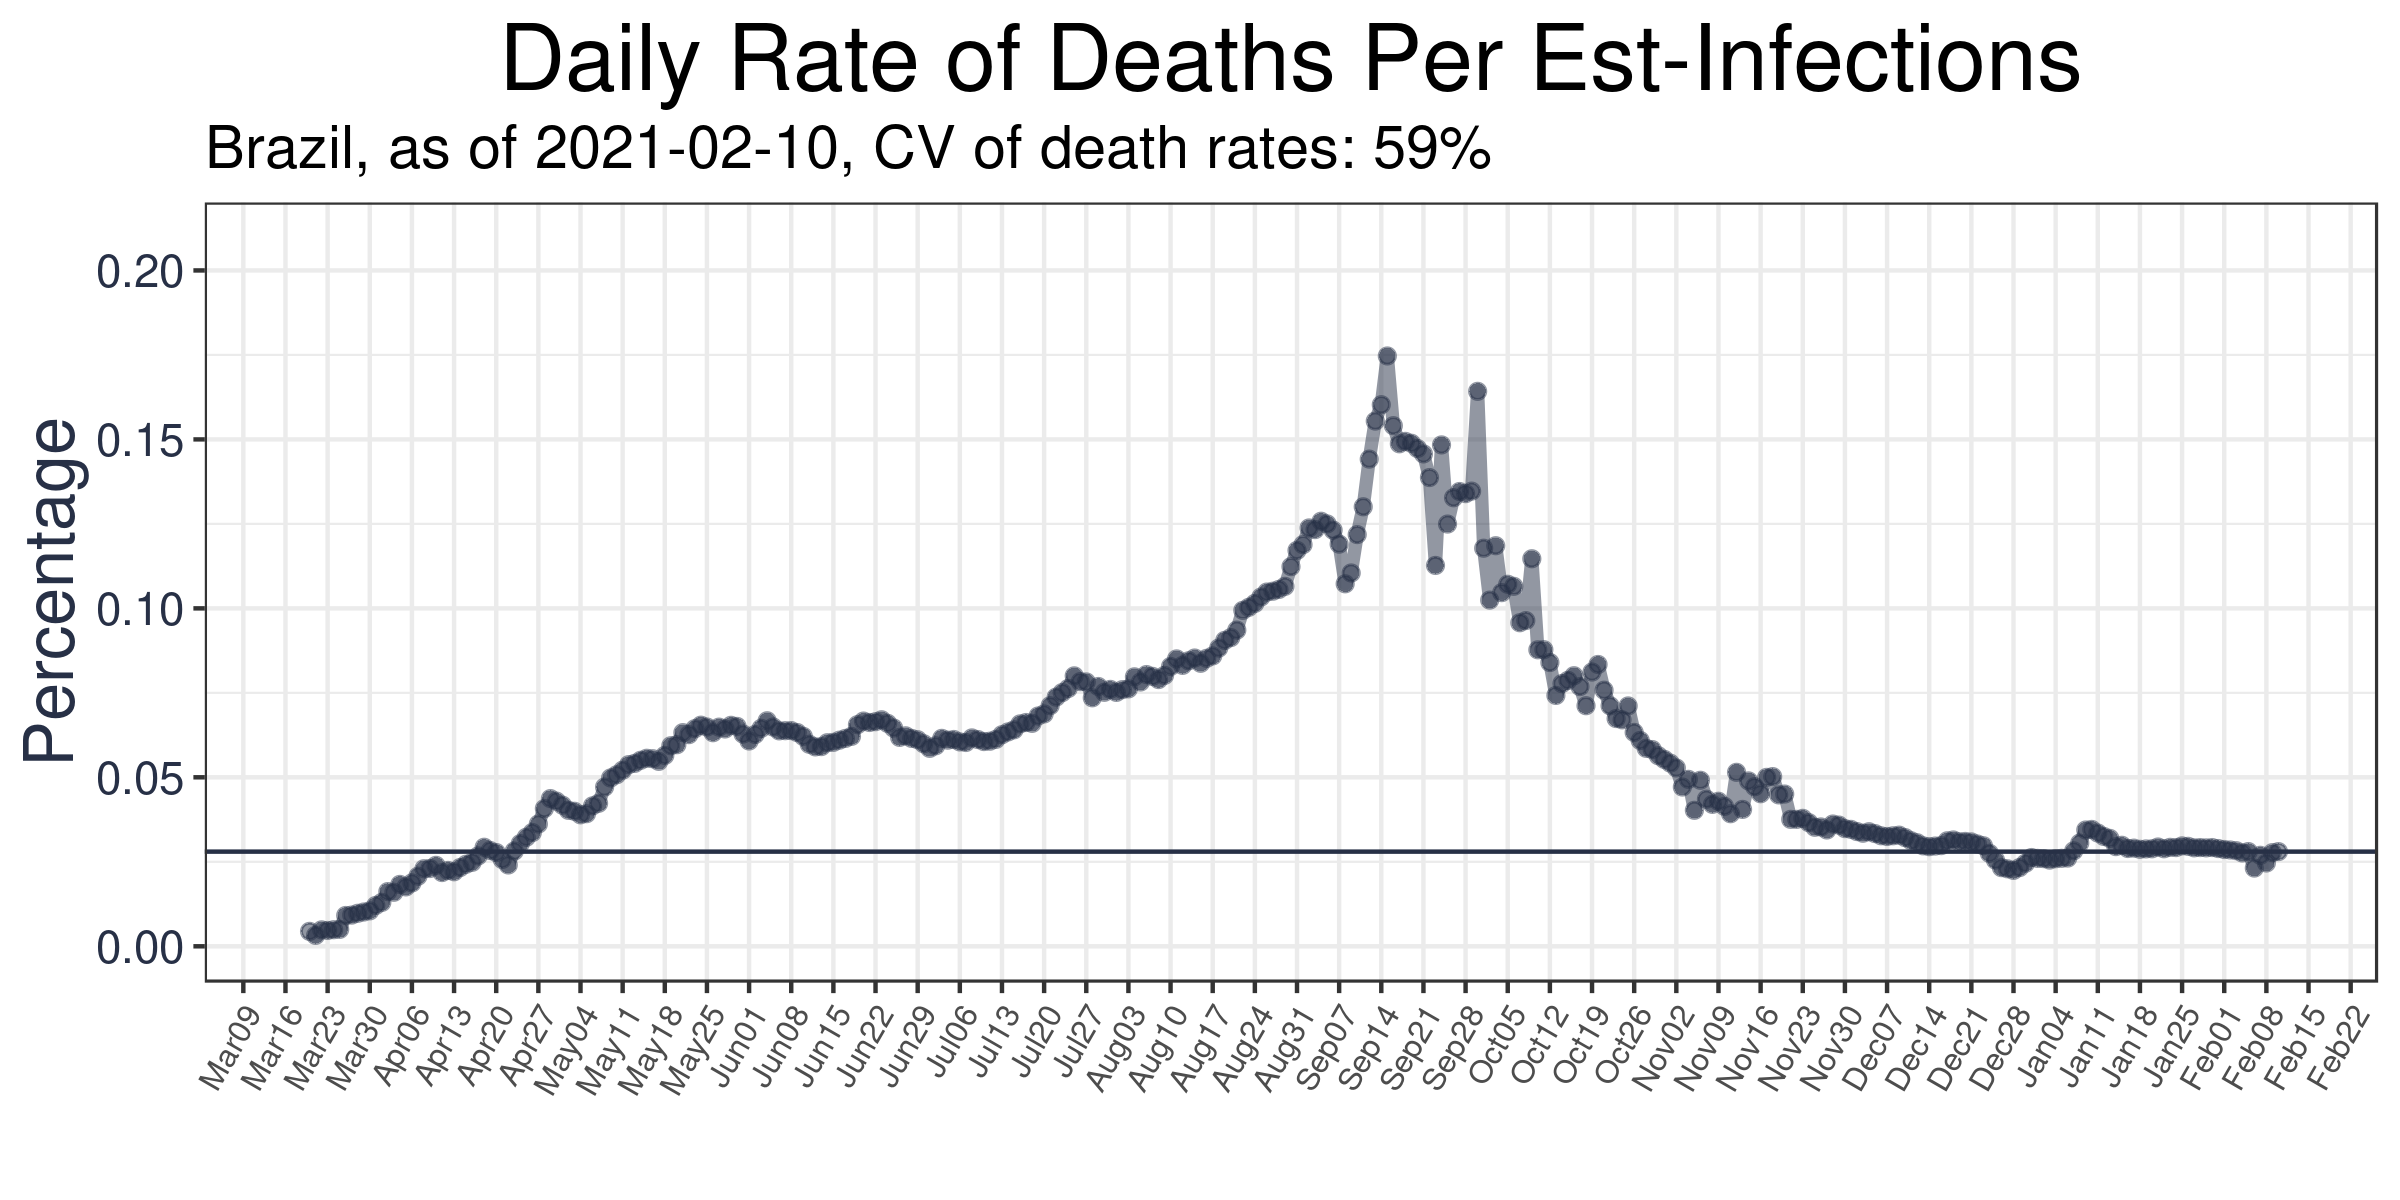 Daily Rate of Deaths Per Est-Infections
Brazil, as of 2021-02-10, CV of death rates: 59%
Percentage
0.20
0.15
0.10
0.05
0.00
Mar09 Mar16 Mar23 Mar30 Apr06 Apr13 Apr20 Apr27 May04 May11 May18 May25 Jun01 Jun08 Jun15 Jun22 Jun29 Jul06 Jul13 Jul20 Jul27 Aug03 Aug10 Aug17 Aug24 Aug31 Sep07 Sep14 Sep21 Sep28 Oct05 Oct12 Oct19 Oct26 Nov02 Nov09 Nov16 Nov23 Nov30 Dec07 Dec14 Dec21 Dec28 Jan04 Jan11 Jan18 Jan25 Feb01 Feb08 Feb15 Feb22